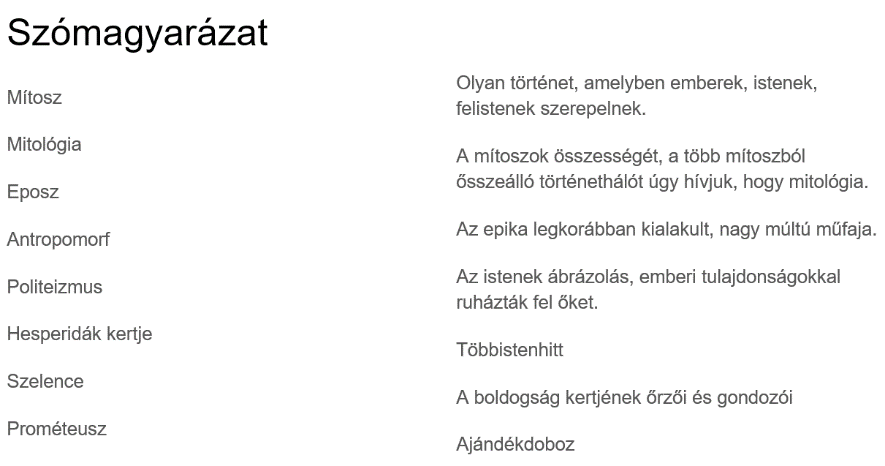 Szómagyarázat
Mítosz
Mitológia
Eposz
Antropomorf
Politeizmus
Hesperidák kertje
Szelence
Prométeusz
Olyan történet, amelyben emberek, istenek,
felistenek szerepelnek.
A mítoszok összességét, a több mítoszból
ősszeálló történethálót úgy hívjuk, hogy mitológia.
Az epika legkorábban kialakult, nagy múltú műfaja.
Az istenek ábrázolás, emberi tulajdonságokkal
ruházták fel őket.
Többistenhitt
A boldogság kertjének őrzői és gondozói
Ajándékdoboz